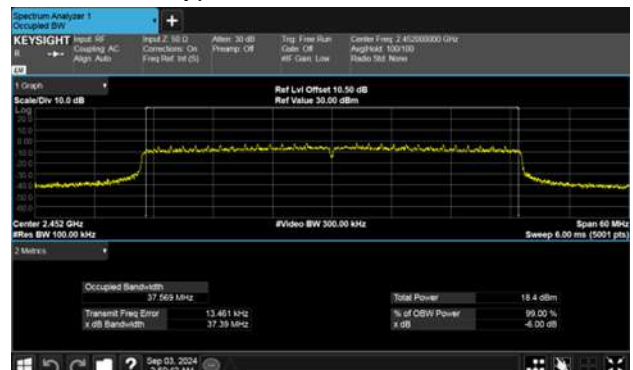 Spectrum Analyzer 1
Occupied BW
+
KEYSIGHT Input: RF Input Z: 50 Ω Atten: 30 dB Trig: Free Run Center Freq: 2.452000000 GHz
R Coupling: AC Corrections: On Preamp: Off Gate: Off Avg|Hold: 100/100
Align: Auto Freq Ref: Int (S) #IF Gain: Low Radio Std: None
1 Graph
Scale/Div 10.0 dB Ref Lvl Offset 10.50 dB
Ref Value 30.00 dBm
Log
20.0
10.0
0.00
-10.0
-20.0
-30.0
-40.0
-50.0
-60.0
Center 2.452 GHz #Video BW 300.00 kHz Span 60 MHz
#Res BW 100.00 kHz Sweep 6.00 ms (5001 pts)
2 Metrics
Occupied Bandwidth
37.569 MHz Total Power 18.4 dBm
Transmit Freq Error 13.461 kHz % of OBW Power 99.00 %
x dB Bandwidth 37.39 MHz x dB -6.00 dB
? Sep 03, 2024